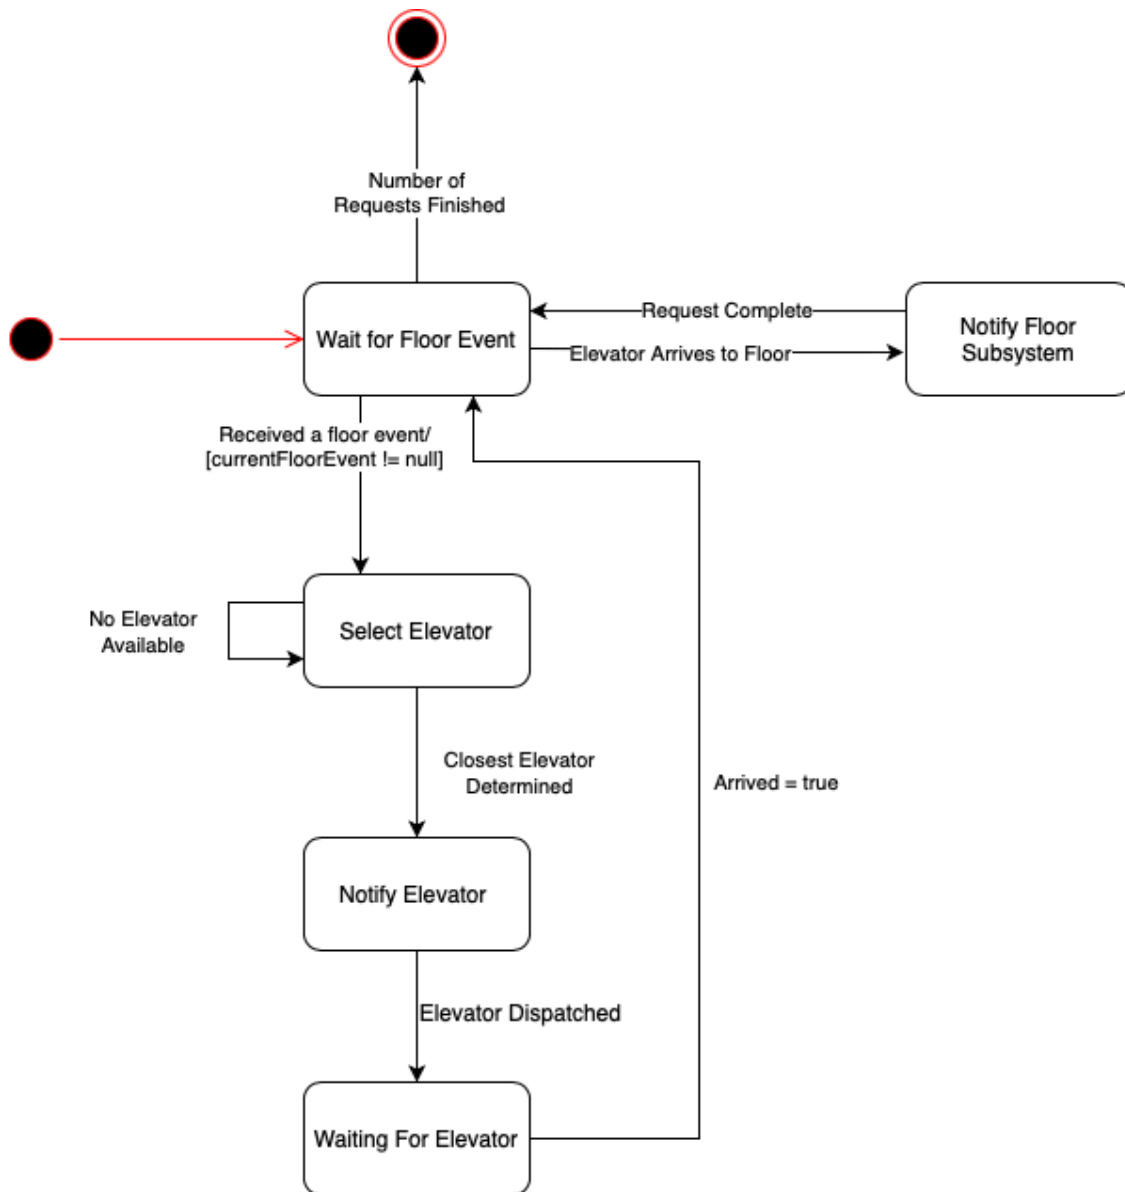 Number of
Requests Finished
Wait for Floor Event
Request Complete
Elevator Arrives to Floor
Notify Floor
Subsystem
Received a floor event/
[currentFloorEvent != null]
No Elevator
Available
Select Elevator
Closest Elevator
Determined
Arrived = true
Notify Elevator
Elevator Dispatched
Waiting For Elevator